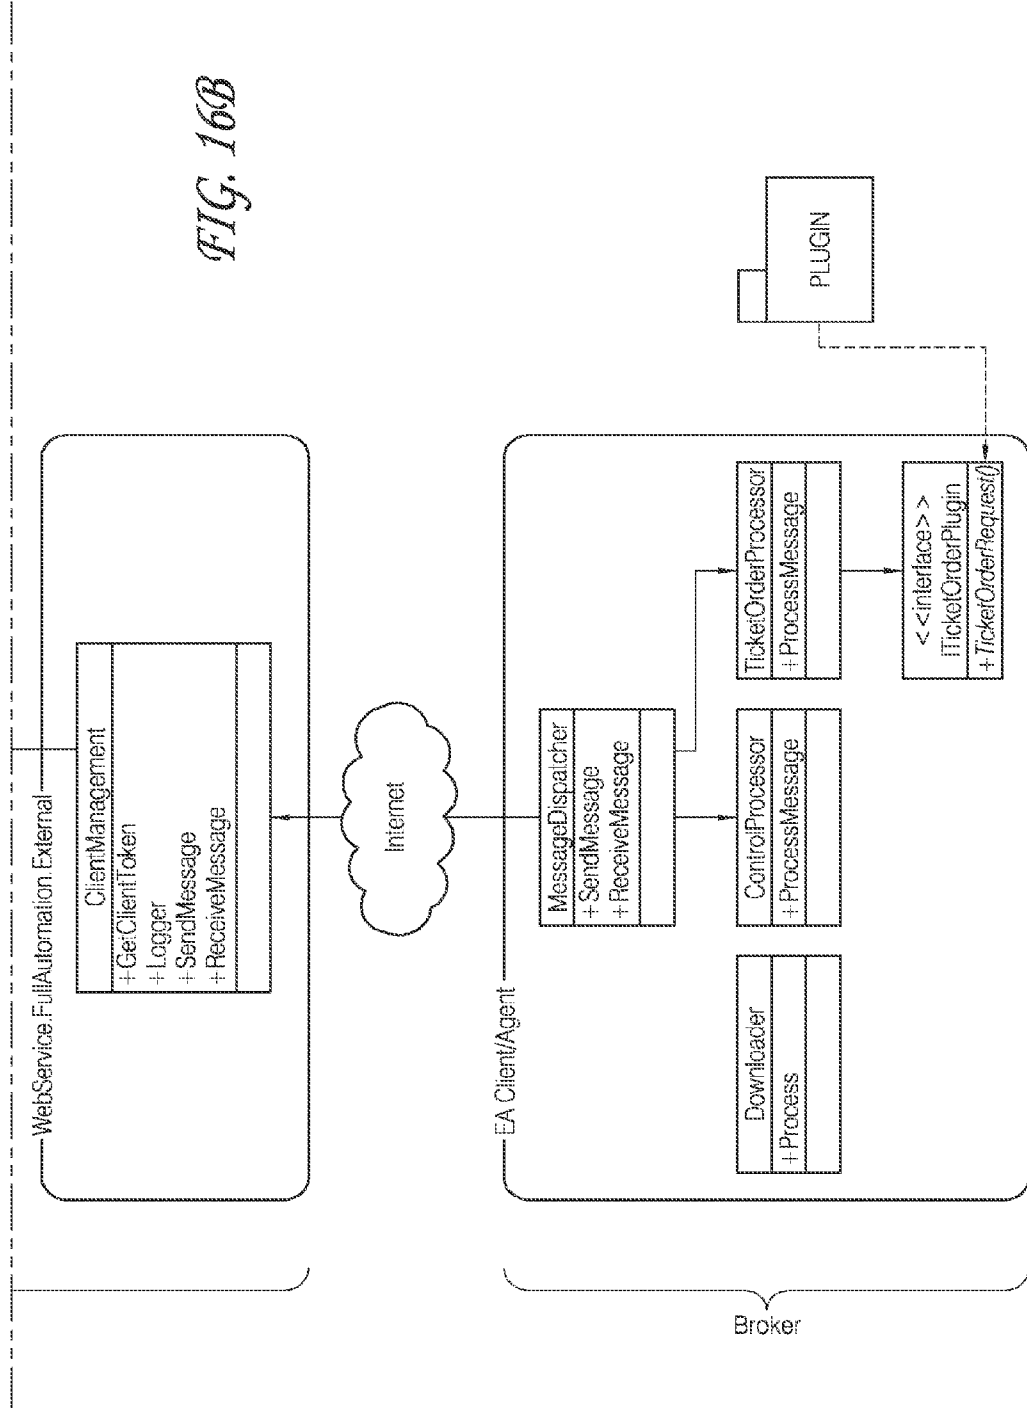 FIG. 16B
WebService.FullAutomation.External
ClientManagement
+GetClientToken
+Logger
+SendMessage
+ReceiveMessage
Internet
EA Client/Agent
MessageDispatcher
+SendMessage
+ReceiveMessage
Downloader
+Process
ControlProcessor
+ProcessMessage
TicketOrderProcessor
+ProcessMessage
<<interface>>
ITicketOrderPlugin
+TicketOrderRequest()
PLUGIN
Broker